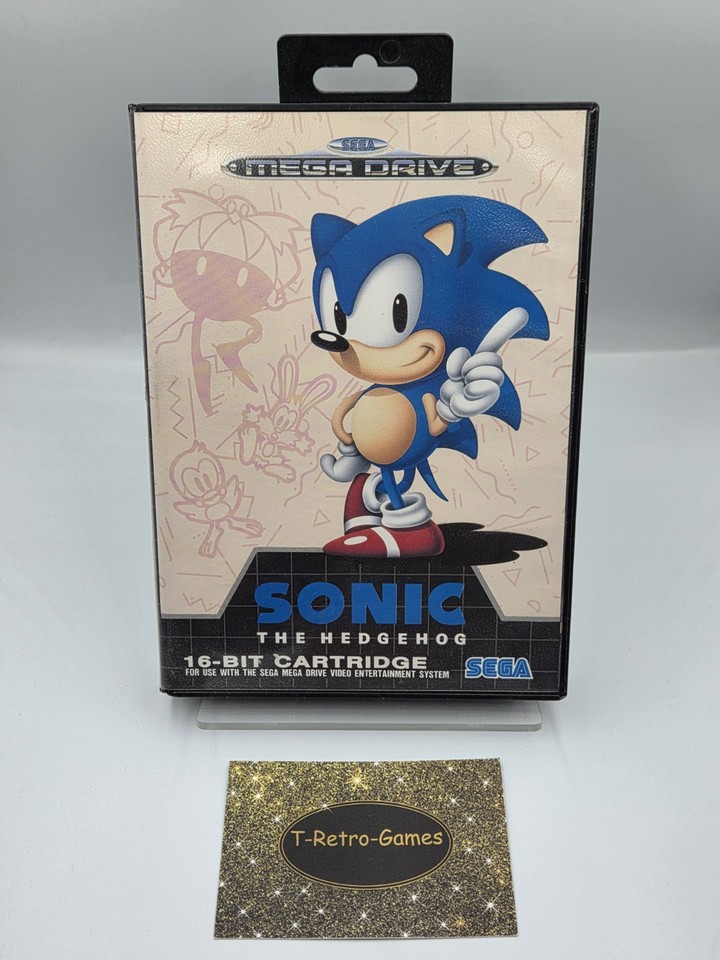 SEGA
MEGA DRIVE
SONIC
THE HEDGEHOG
16-BIT CARTRIDGE
FOR USE WITH THE SEGA MEGA DRIVE VIDEO ENTERTAINMENT SYSTEM
SEGA
T-Retro-Games